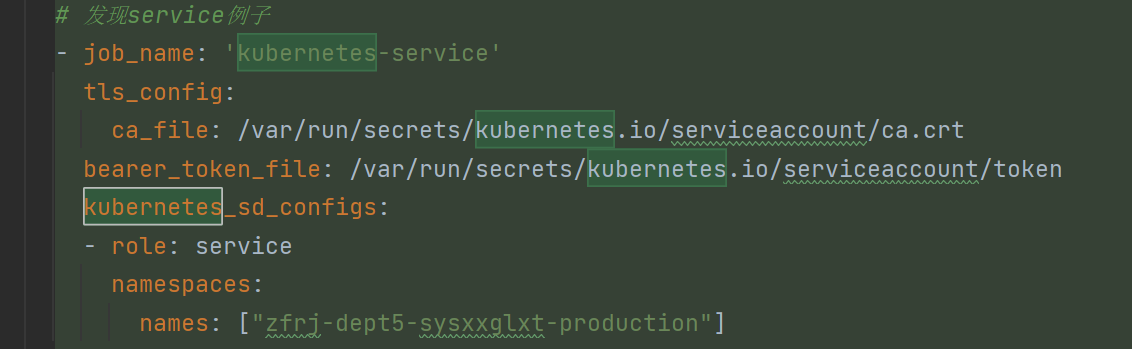 # 发现service例子
- job_name: 'kubernetes-service'
tls_config:
ca_file: /var/run/secrets/kubernetes.io/serviceaccount/ca.crt
bearer_token_file: /var/run/secrets/kubernetes.io/serviceaccount/token
kubernetes_sd_configs:
- role: service
namespaces:
names: ["zfrj-dept5-sysxxglxt-production"]